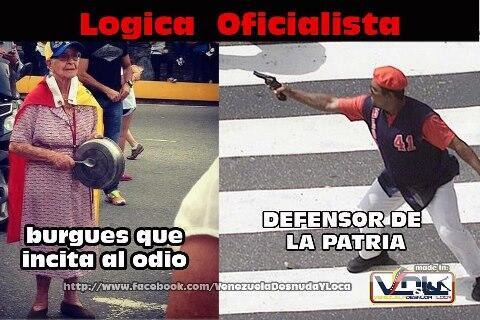 Logica Oficialista
burgues que
incita al odio
DEFENSOR DE
LA PATRIA
41
made in:
http://www.facebook.com/VenezuelaDesnudaYLoca